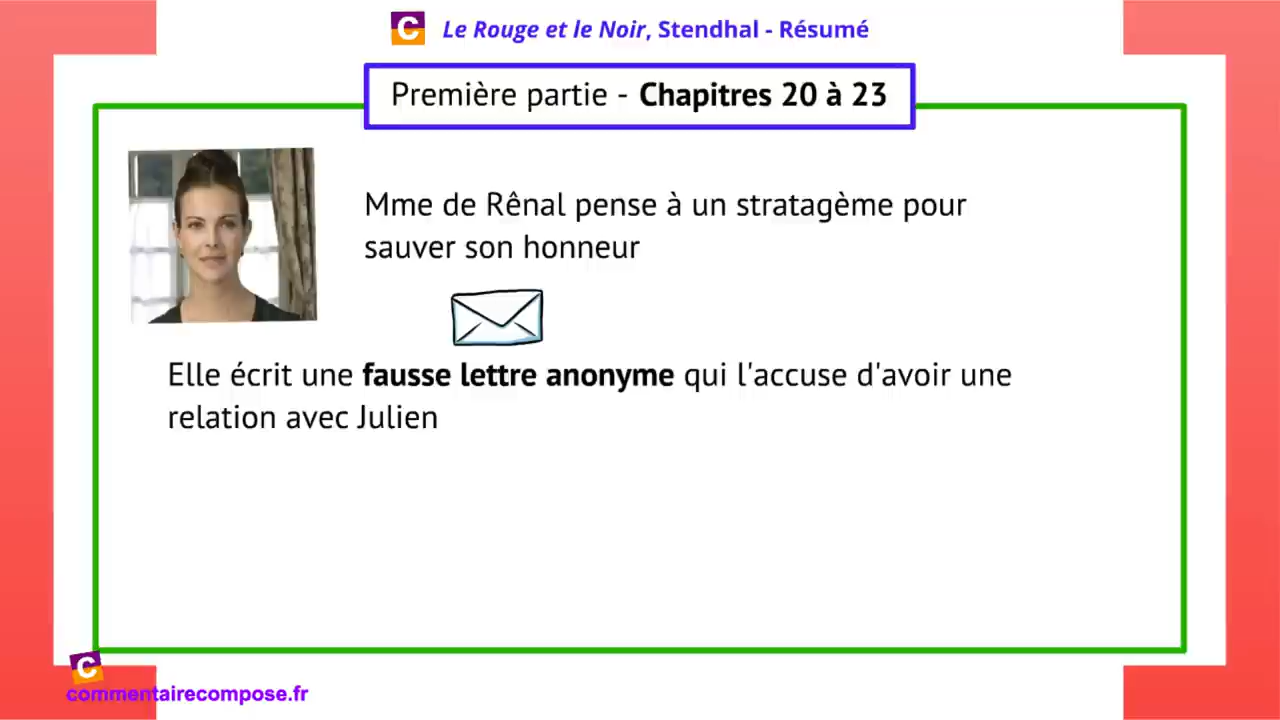 C Le Rouge et le Noir, Stendhal - Résumé
Première partie - Chapitres 20 à 23
Mme de Rênal pense à un stratagème pour
sauver son honneur
Elle écrit une fausse lettre anonyme qui l'accuse d'avoir une
relation avec Julien
C
commentairecompose.fr